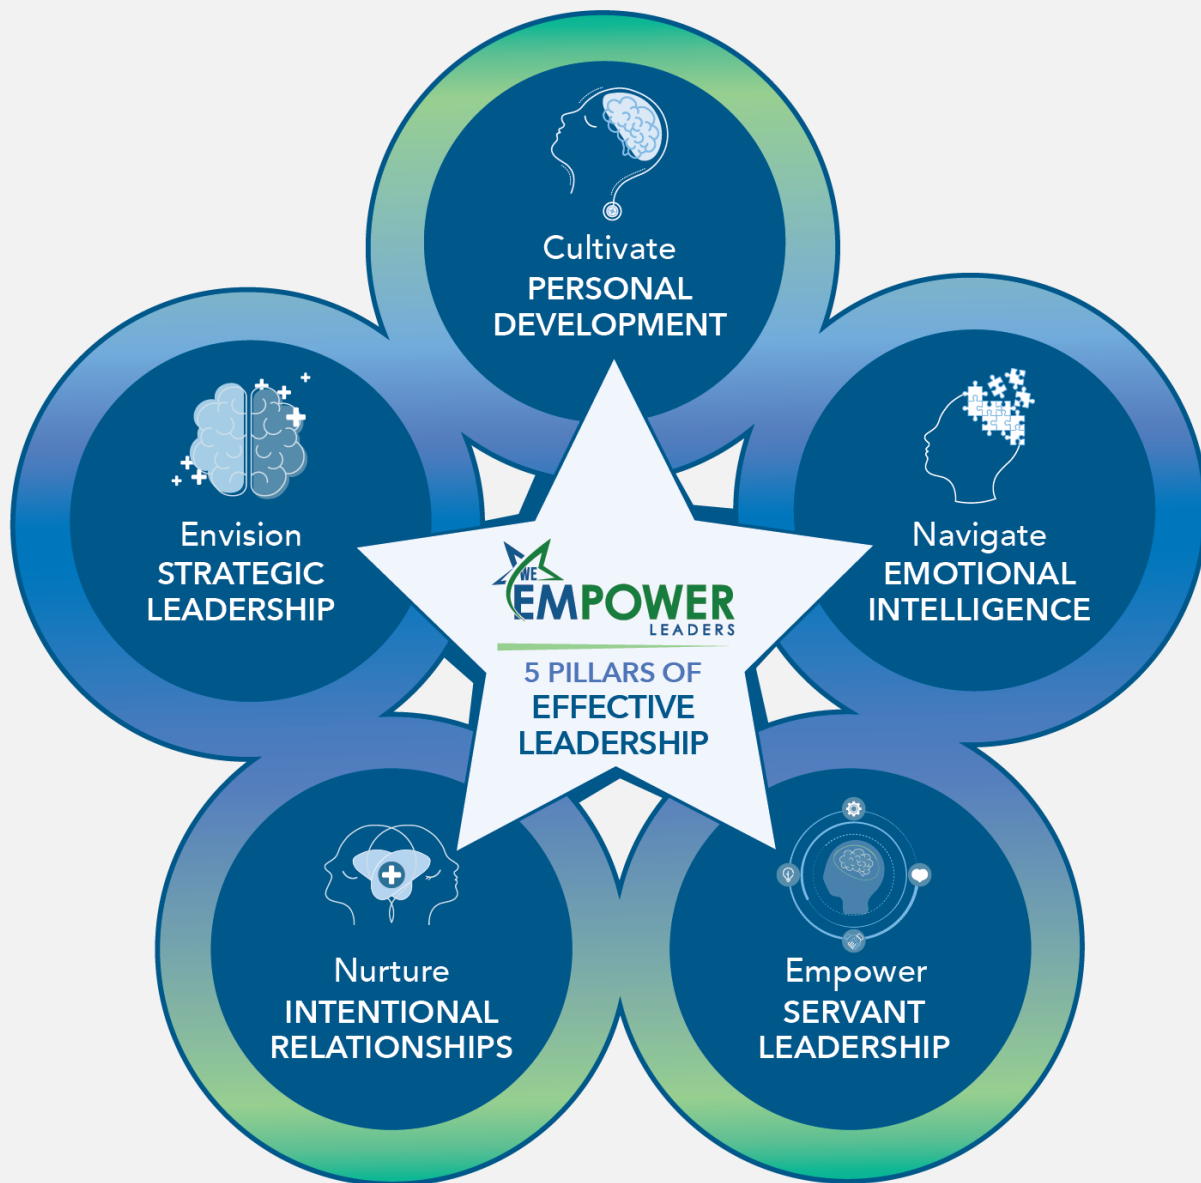 Cultivate
PERSONAL
DEVELOPMENT
Envision
STRATEGIC
LEADERSHIP
Navigate
EMOTIONAL
INTELLIGENCE
WE
EMPOWER
LEADERS
5 PILLARS OF
EFFECTIVE
LEADERSHIP
Nurture
INTENTIONAL
RELATIONSHIPS
Empower
SERVANT
LEADERSHIP